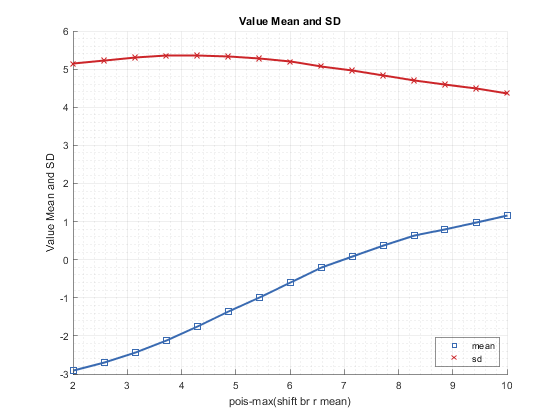 Value Mean and SD
6
5
4
3
2
1
0
-1
-2
-3
Value Mean and SD
2 3 4 5 6 7 8 9 10
pois-max(shift br r mean)
mean
sd